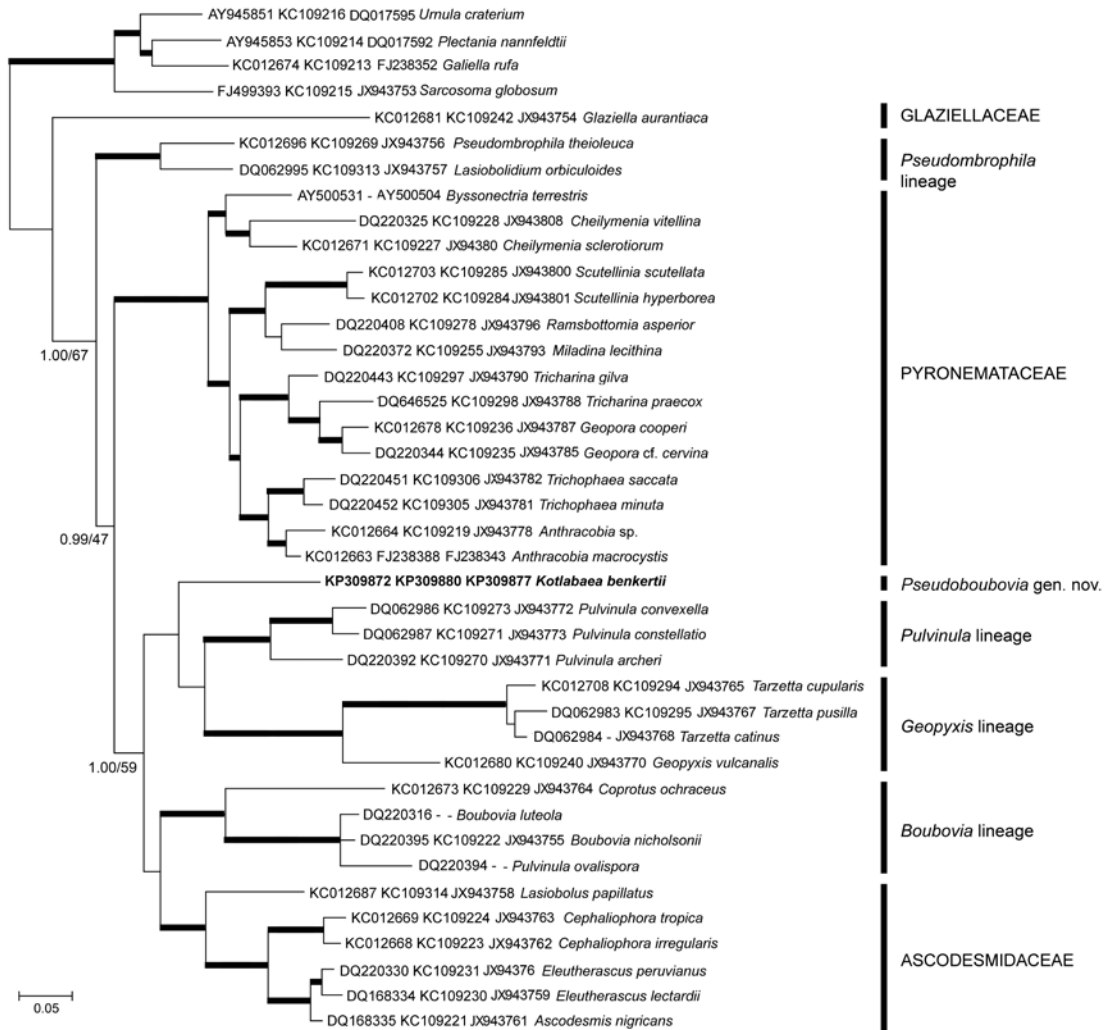 AY945851 KC109216 DQ017595 Urnula craterium
AY945853 KC109214 DQ017592 Plectania nannfeldtii
KC012674 KC109213 FJ238352 Galiella rufa
FJ499393 KC109215 JX943753 Sarcosoma globosum
KC012681 KC109242 JX943754 Glaziella aurantiaca
GLAZIELLACEAE
KC012696 KC109269 JX943756 Pseudombrophila theioleuca
DQ062995 KC109313 JX943757 Lasiobolidium orbiculoides
Pseudombrophila
lineage
AY500531 - AY500504 Byssonectria terrestris
DQ220325 KC109228 JX943808 Cheilymenia vitellina
KC012671 KC109227 JX94380 Cheilymenia sclerotiorum
KC012703 KC109285 JX943800 Scutellinia scutellata
KC012702 KC109284 JX943801 Scutellinia hyperborea
DQ220408 KC109278 JX943796 Ramsbottomia asperior
DQ220372 KC109255 JX943793 Miladina lecithina
1.00/67
DQ220443 KC109297 JX943790 Tricharina gilva
PYRONEMATACEAE
DQ646525 KC109298 JX943788 Tricharina praecox
KC012678 KC109236 JX943787 Geopora cooperi
DQ220344 KC109235 JX943785 Geopora cf. cervina
DQ220451 KC109306 JX943782 Trichophaea saccata
DQ220452 KC109305 JX943781 Trichophaea minuta
KC012664 KC109219 JX943778 Anthracobia sp.
0.99/47
KC012663 FJ238388 FJ238343 Anthracobia macrocystis
KP309872 KP309880 KP309877 Kotlabaea benkertii
Pseudoboubovia gen. nov.
DQ062986 KC109273 JX943772 Pulvinula convexella
DQ062987 KC109271 JX943773 Pulvinula constellatio
Pulvinula lineage
DQ220392 KC109270 JX943771 Pulvinula archeri
KC012708 KC109294 JX943765 Tarzetta cupularis
DQ062983 KC109295 JX943767 Tarzetta pusilla
Geopyxis lineage
DQ062984 - JX943768 Tarzetta catinus
1.00/59
KC012680 KC109240 JX943770 Geopyxis vulcanalis
KC012673 KC109229 JX943764 Coprotus ochraceus
DQ220316 - - Boubovia luteola
Boubovia lineage
DQ220395 KC109222 JX943755 Boubovia nicholsonii
DQ220394 - - Pulvinula ovalispora
KC012687 KC109314 JX943758 Lasiobolus papillatus
KC012669 KC109224 JX943763 Cephaliophora tropica
KC012668 KC109223 JX943762 Cephaliophora irregularis
ASCODESMIDACEAE
DQ220330 KC109231 JX94376 Eleutherascus peruvianus
DQ168334 KC109230 JX943759 Eleutherascus lectardii
DQ168335 KC109221 JX943761 Ascodesmis nigricans
0.05